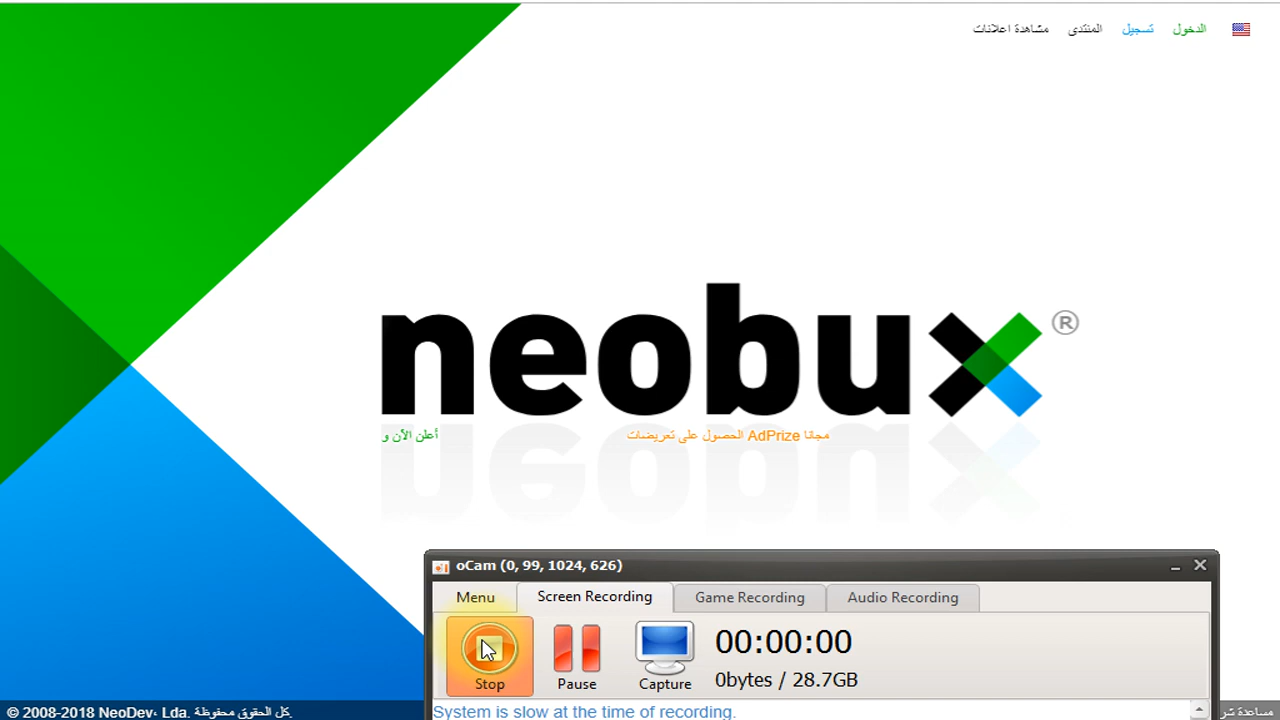 الدخول تسجيل المنتدى مشاهدة اعلانات
neobux®
أعلن الآن و
مجانا AdPrize الحصول على تعريضات
oCam (0, 99, 1024, 626)
Menu Screen Recording Game Recording Audio Recording
Stop Pause Capture
00:00:00
0bytes / 28.7GB
System is slow at the time of recording.
© 2008-2018 NeoDev، Lda. كل الحقوق محفوظة.
مساعدة